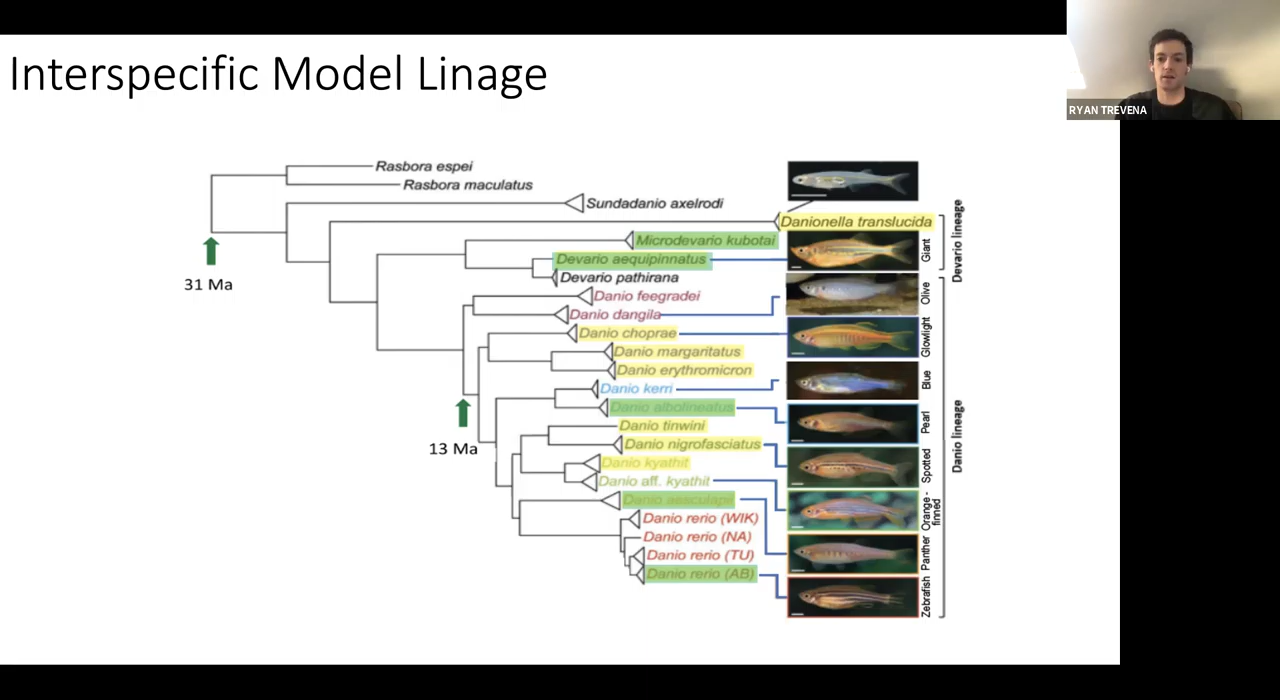 Interspecific Model Linage
RYAN TREVENA
Rasbora espei
Rasbora maculatus
Sundadanio axelrodi
Danionella translucida
Microdevario kubotai
Devario aequipinnatus
Devario pathirana
Danio feegradei
Danio dangila
Danio choprae
Danio margaritatus
Danio erythromicron
Danio kerri
Danio albolineatus
Danio tinwini
Danio nigrofasciatus
Danio kyathit
Danio aff. kyathit
Danio aesculapii
Danio rerio (WIK)
Danio rerio (NA)
Danio rerio (TU)
Danio rerio (AB)
31 Ma
13 Ma
Giant
Olive
Glowlight
Blue
Pearl
Spotted
Orange-
finned
Panther
Zebrafish
Devario lineage
Danio lineage